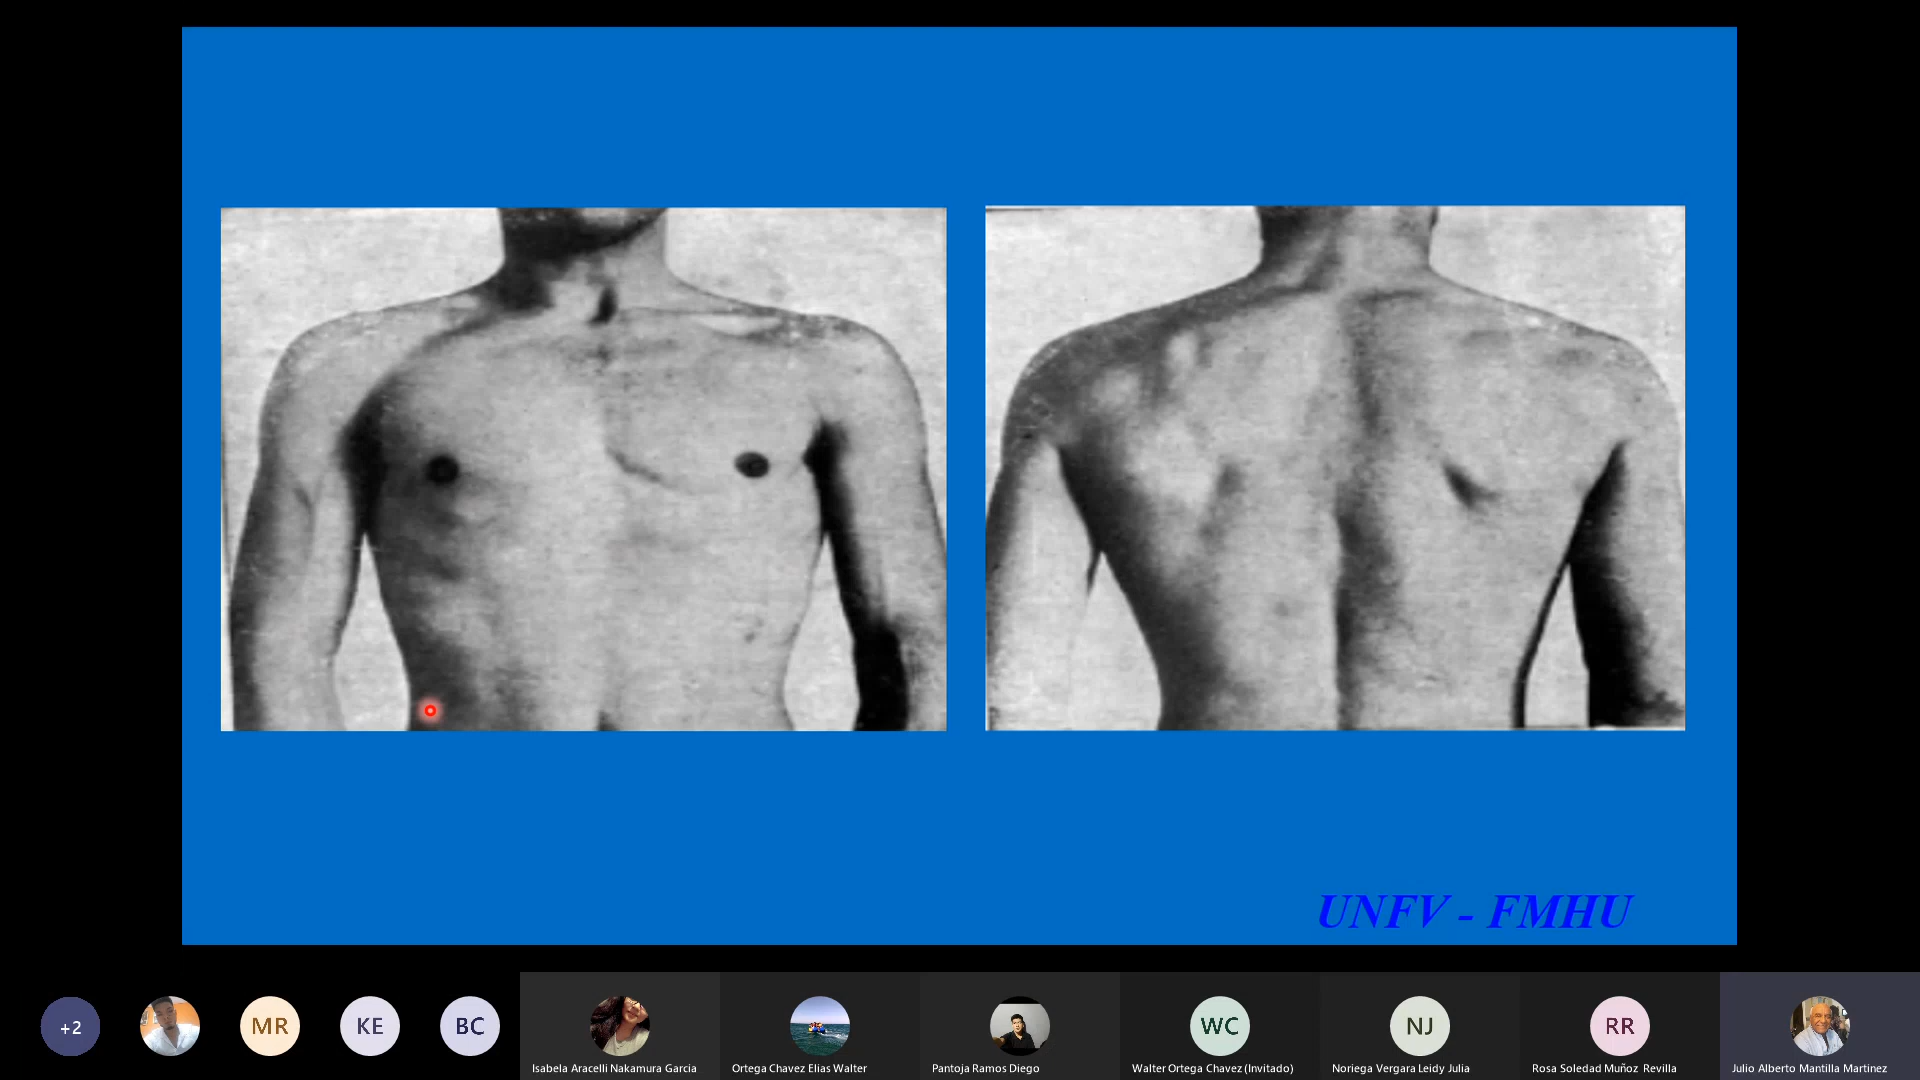 UNFV - FMHU
+2
MR
KE
BC
Isabela Aracelli Nakamura Garcia
Ortega Chavez Elias Walter
Pantoja Ramos Diego
WC
Walter Ortega Chavez (Invitado)
NJ
Noriega Vergara Leidy Julia
RR
Rosa Soledad Muñoz Revilla
Julio Alberto Mantilla Martinez